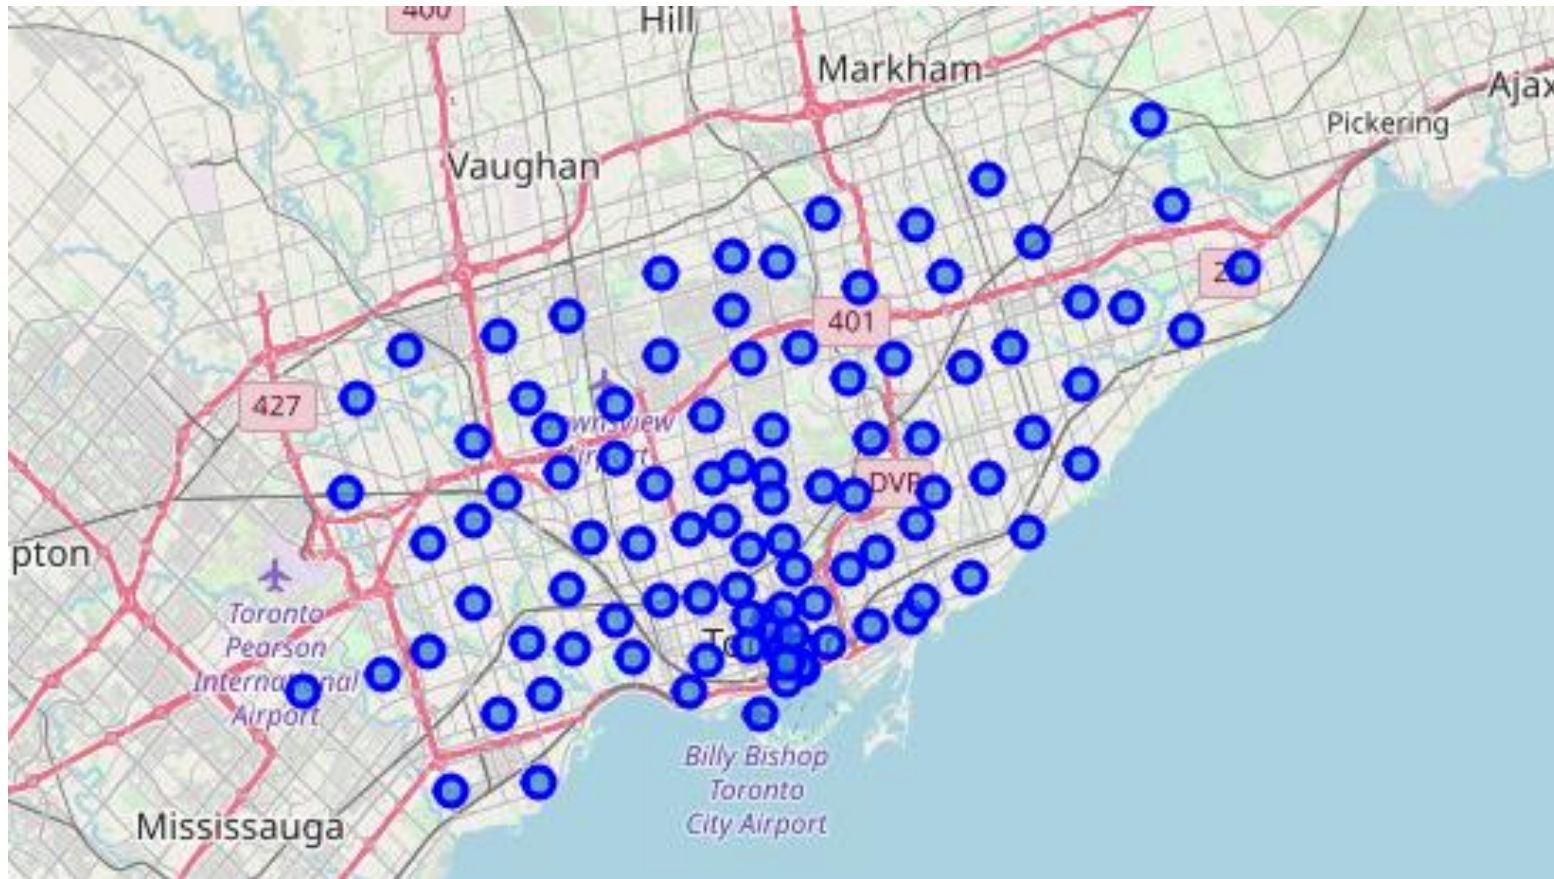 400
Hill
Markham
Ajax
Pickering
Vaughan
401
427
DVP
pton
Toronto
Pearson
International
Airport
Billy Bishop
Toronto
City Airport
Mississauga